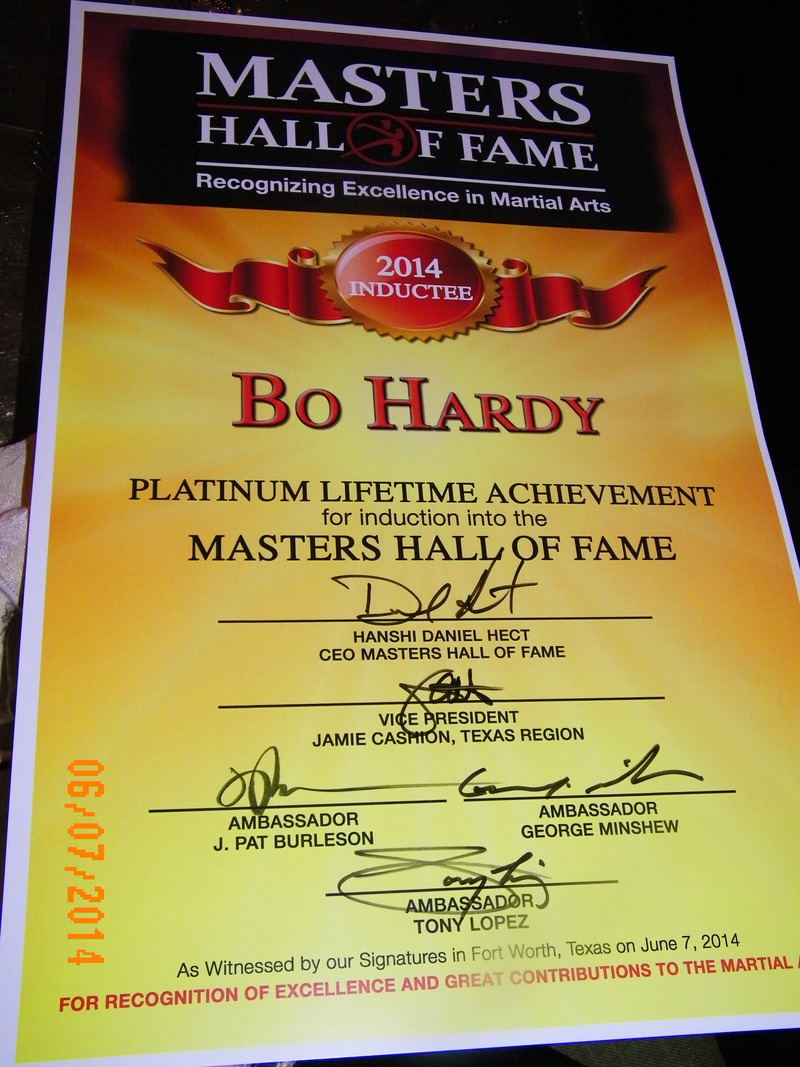 MASTERS
HALL OF FAME
Recognizing Excellence in Martial Arts
2014
INDUCTEE
BO HARDY
PLATINUM LIFETIME ACHIEVEMENT
for induction into the
MASTERS HALL OF FAME
HANSHI DANIEL HECT
CEO MASTERS HALL OF FAME
VICE PRESIDENT
JAMIE CASHION, TEXAS REGION
AMBASSADOR
J. PAT BURLESON
AMBASSADOR
GEORGE MINSHEW
AMBASSADOR
TONY LOPEZ
As Witnessed by our Signatures in Fort Worth, Texas on June 7, 2014
FOR RECOGNITION OF EXCELLENCE AND GREAT CONTRIBUTIONS TO THE MARTIAL A
06/07/2014